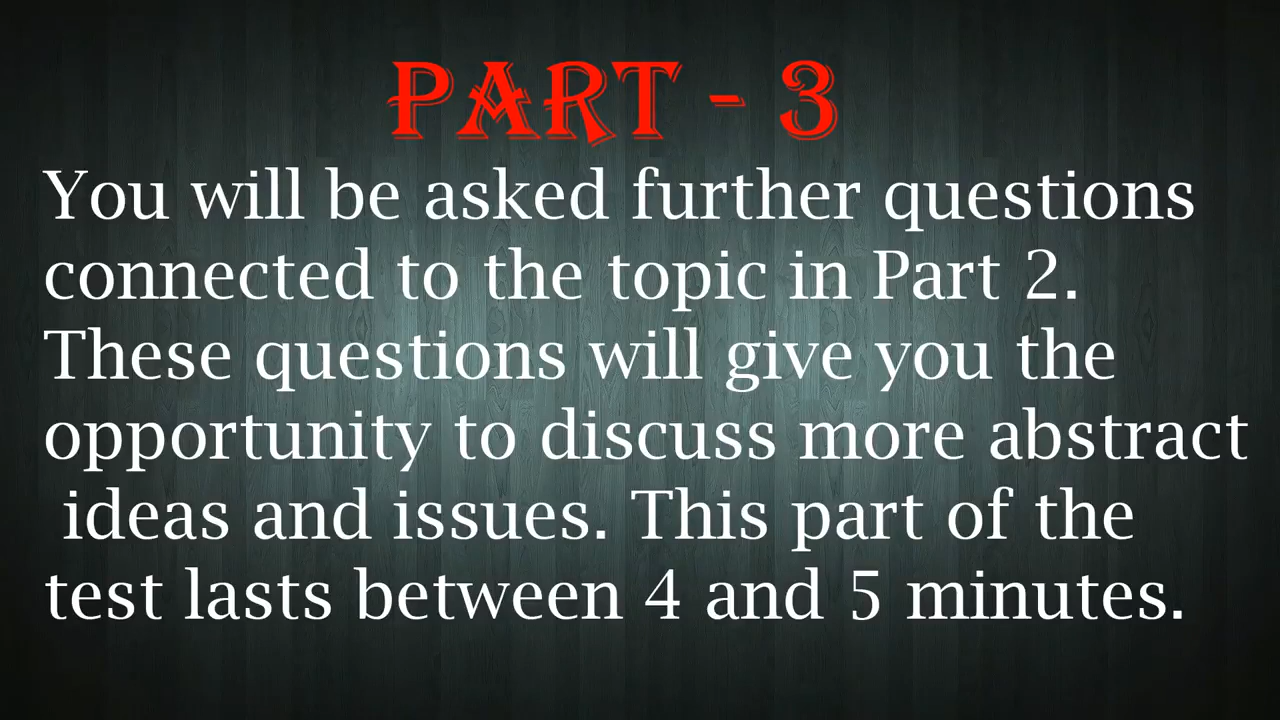 PART - 3
You will be asked further questions
connected to the topic in Part 2.
These questions will give you the
opportunity to discuss more abstract
ideas and issues. This part of the
test lasts between 4 and 5 minutes.